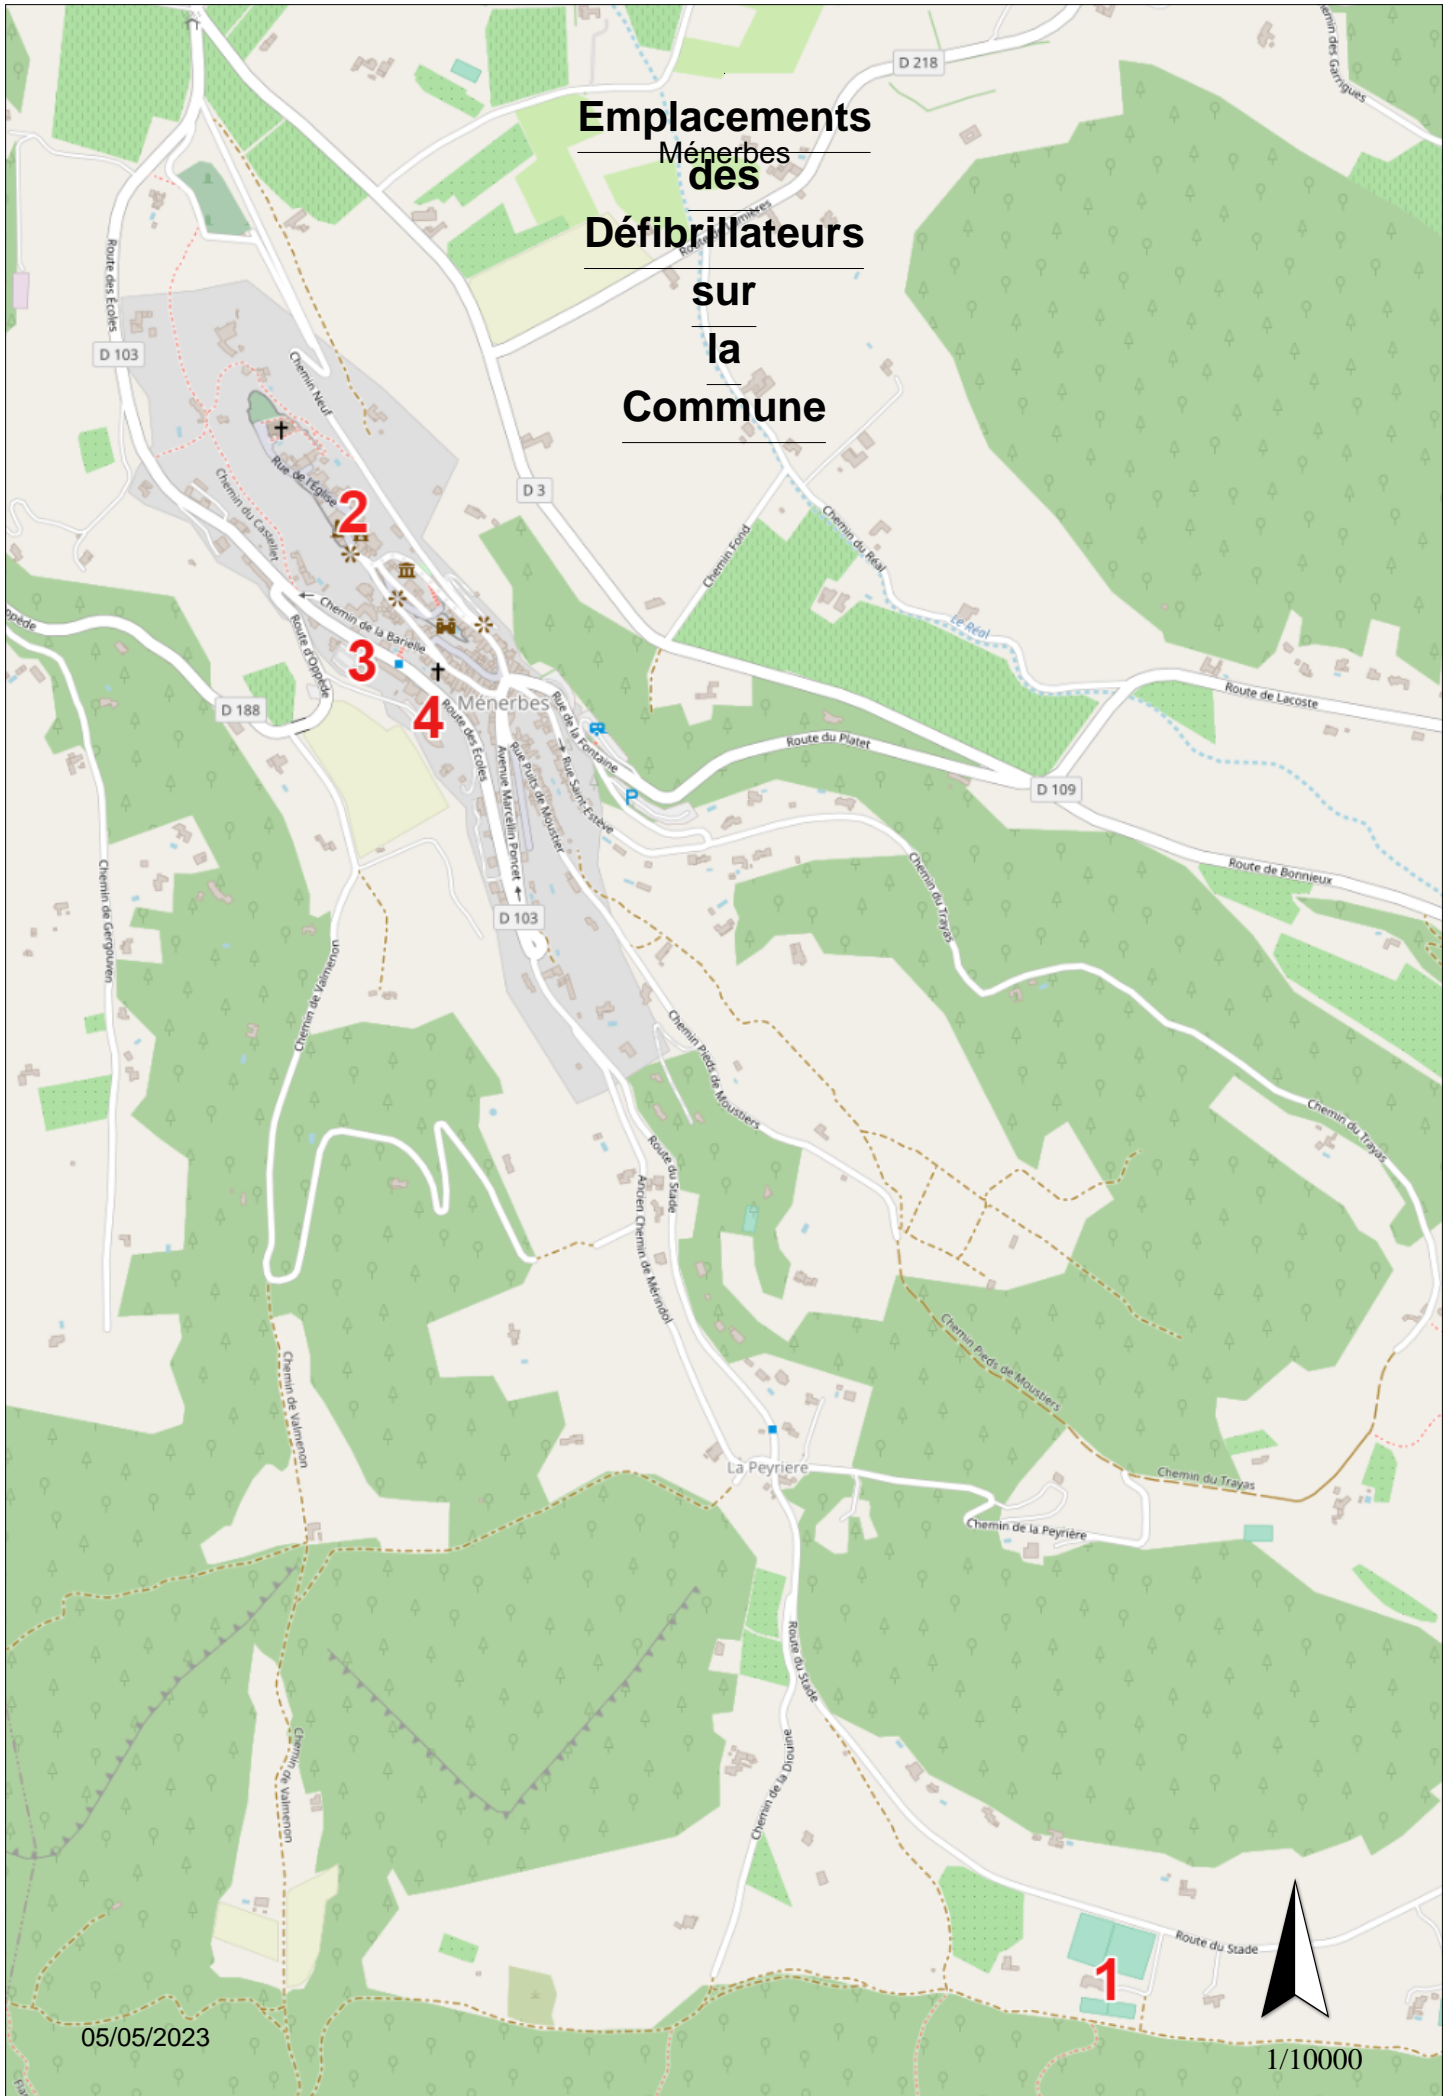 Chemin des Garrigues
D 218
Emplacements
Ménerbes
des
Défibrillateurs
sur
la
Commune
Route des Écoles
D 103
Chemin Neuf
D 3
Rue de l'Église
2
Chemin du Castellet
Chemin Fond
Chemin du Réal
Le Réal
Chemin de la Barielle
Route d'Oppède
3
4
D 188
Ménerbes
Route des Écoles
Rue de la Fontaine
Route de Lacoste
Route du Platet
P
D 109
Avenue Marcellin Poncet
Rue Puits de Moustier
Rue Saint-Estève
Chemin du Trayas
Route de Bonnieux
Chemin de Gergouven
D 103
Chemin de Valmenon
Chemin Pieds de Moustiers
Chemin du Trayas
Route du Stade
Ancien Chemin de Mérindol
Chemin Pieds de Moustiers
Chemin de Valmenon
La Peyriere
Chemin du Trayas
Chemin de la Peyrière
Route du Stade
Chemin de Valmenon
Chemin de la Diouine
Route du Stade
1
05/05/2023
1/10000